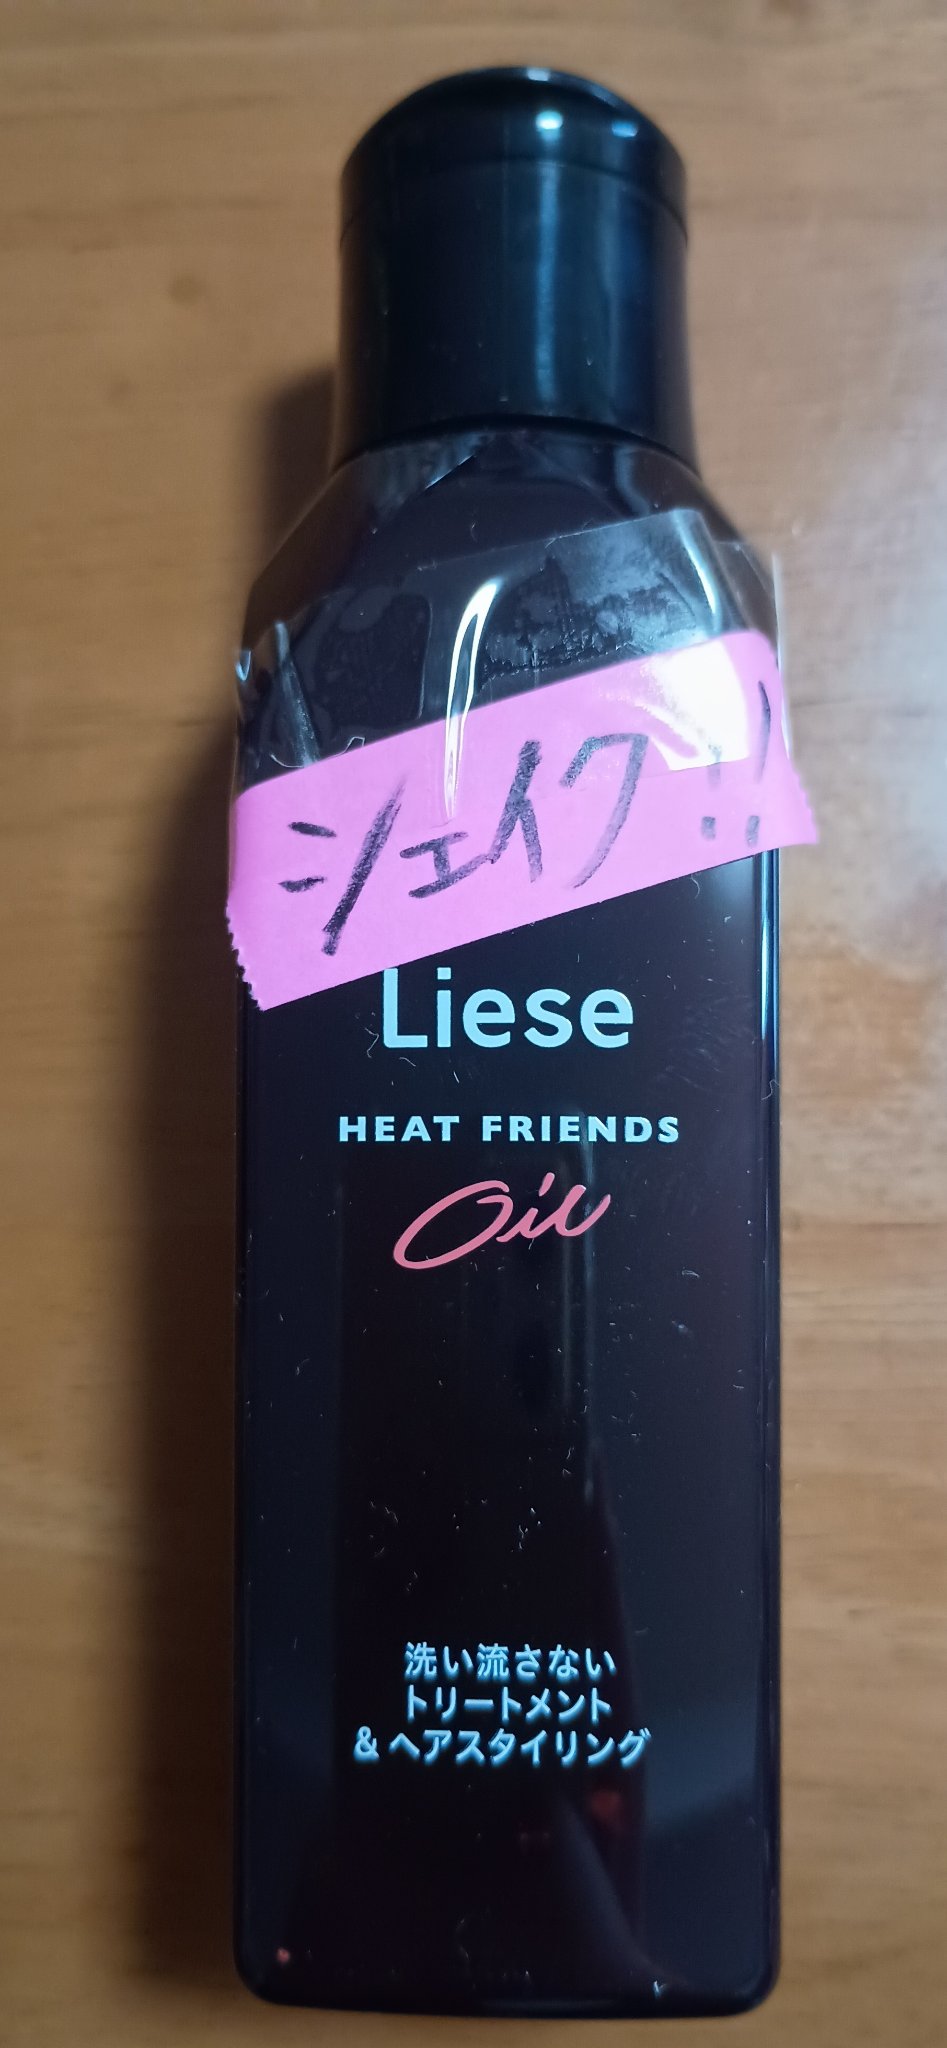 シェイク!!
Liese
HEAT FRIENDS
Oil
洗い流さない
トリートメント
& ヘアスタイリング